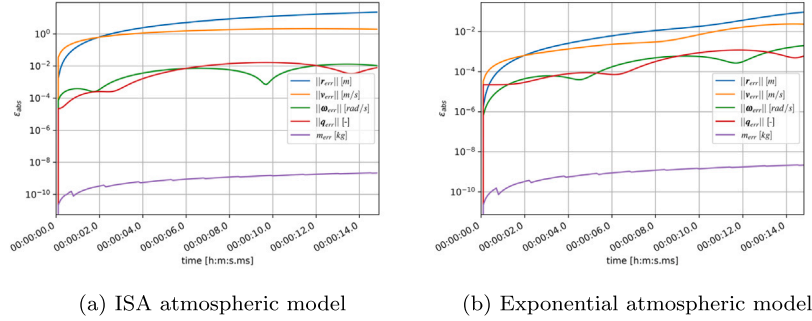 10⁰
10⁻²
10⁻⁴
10⁻⁶
10⁻⁸
10⁻¹⁰
ε_abs
||r_err|| [m]
||v_err|| [m/s]
||ω_err|| [rad/s]
||q_err|| [-]
m_err [kg]
00:00:00.0
00:00:02.0
00:00:04.0
00:00:06.0
00:00:08.0
00:00:10.0
00:00:12.0
00:00:14.0
time [h:m:s.ms]
(a) ISA atmospheric model
10⁻²
10⁻⁴
10⁻⁶
10⁻⁸
10⁻¹⁰
ε_abs
||r_err|| [m]
||v_err|| [m/s]
||ω_err|| [rad/s]
||q_err|| [-]
m_err [kg]
00:00:00.0
00:00:02.0
00:00:04.0
00:00:06.0
00:00:08.0
00:00:10.0
00:00:12.0
00:00:14.0
time [h:m:s.ms]
(b) Exponential atmospheric model